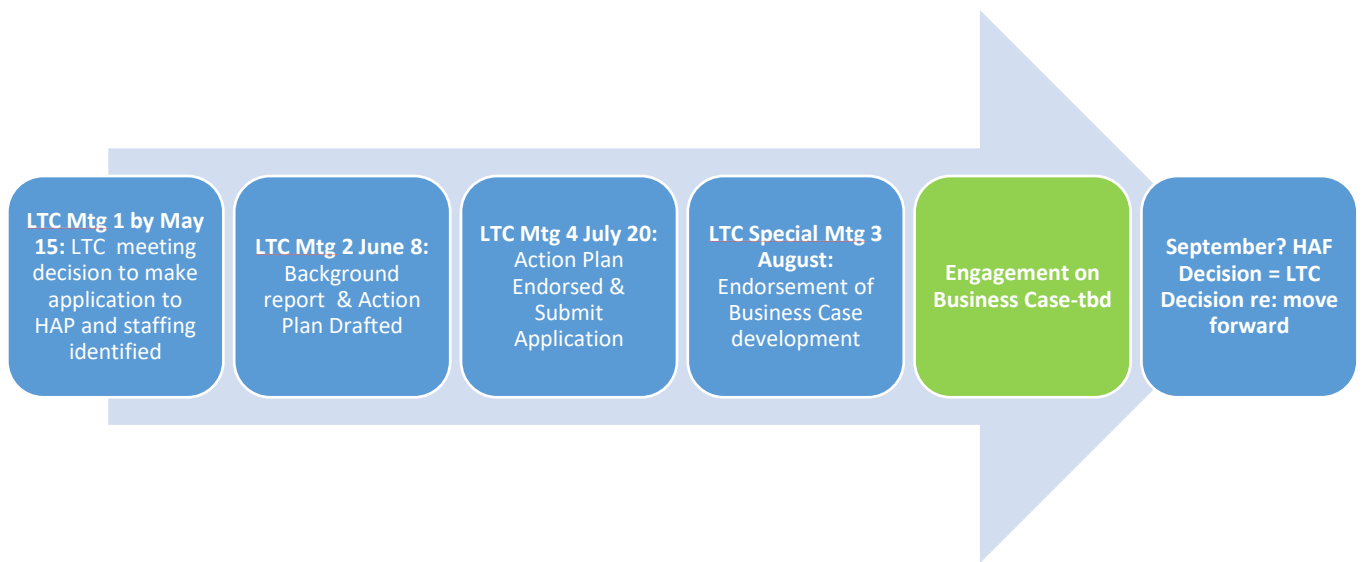 LTC Mtg 1 by May
15: LTC meeting
decision to make
application to
HAP and staffing
identified
LTC Mtg 2 June 8:
Background
report & Action
Plan Drafted
LTC Mtg 4 July 20:
Action Plan
Endorsed &
Submit
Application
LTC Special Mtg 3
August:
Endorsement of
Business Case
development
Engagement on
Business Case-tbd
September? HAF
Decision = LTC
Decision re: move
forward